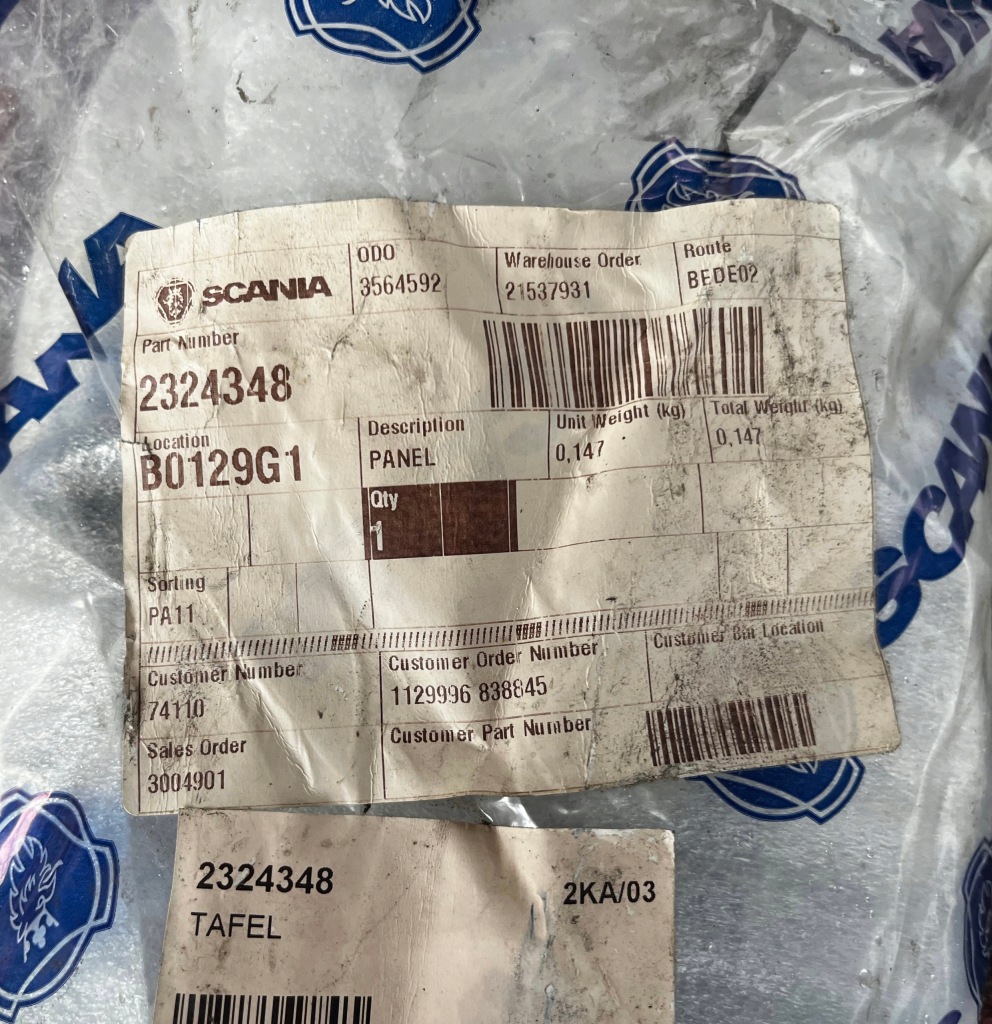 SCANIA
ODO
3564592
Warehouse Order
21537931
Route
BEDE02
Part Number
2324348
Location
B0129G1
Description
PANEL
Unit Weight (kg)
0,147
Total Weight (kg)
0,147
Qty
1
Sorting
PA11
Customer Number
74110
Customer Order Number
1129996 838845
Customer Bin Location
Sales Order
3004901
Customer Part Number
2324348
2KA/03
TAFEL
SCANIA